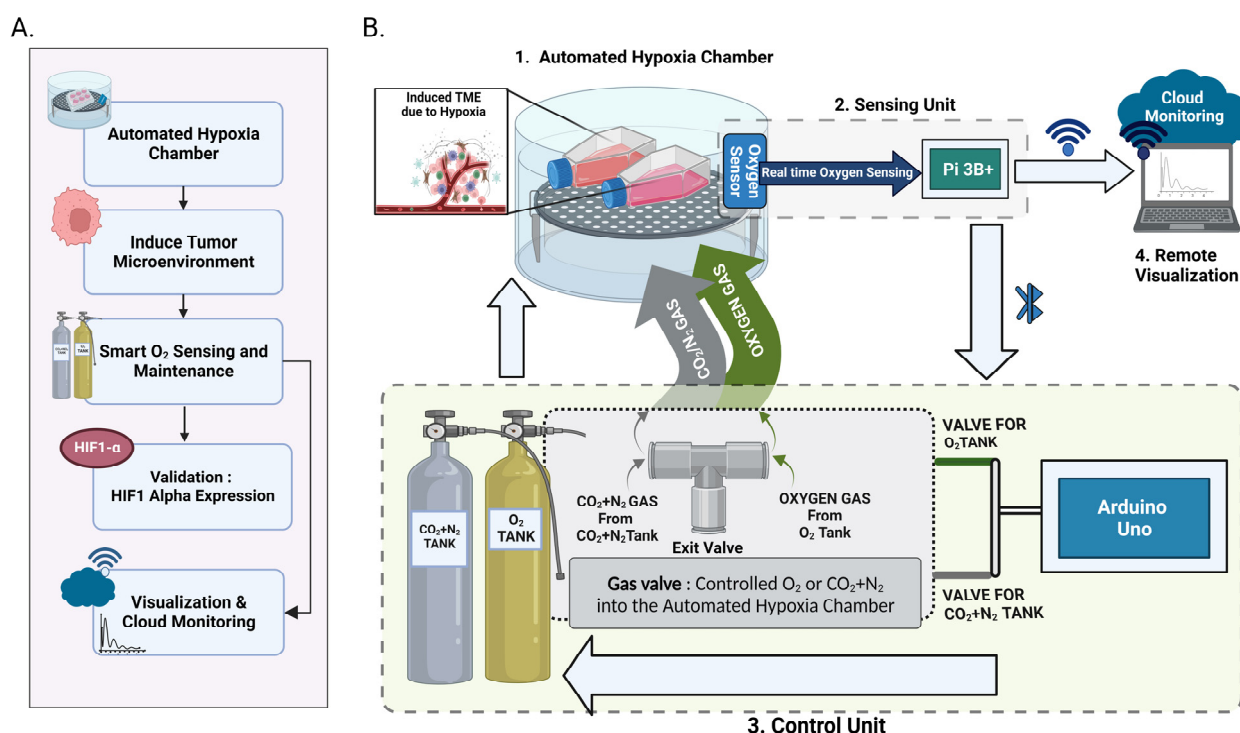 A.
Automated Hypoxia
Chamber
Induce Tumor
Microenvironment
TANK
TANK
Smart O₂ Sensing and
Maintenance
HIF1-α
Validation :
HIF1 Alpha Expression
Visualization &
Cloud Monitoring
B.
1. Automated Hypoxia Chamber
Induced TME
due to Hypoxia
Oxygen
Sensor
2. Sensing Unit
Real time Oxygen Sensing
Pi 3B+
Cloud
Monitoring
4. Remote
Visualization
CO₂/N₂ GAS
OXYGEN GAS
CO₂+N₂
TANK
O₂
TANK
CO₂+N₂ GAS
From
CO₂+N₂Tank
Exit Valve
OXYGEN GAS
From
O₂ Tank
Gas valve : Controlled O₂ or CO₂+N₂
into the Automated Hypoxia Chamber
VALVE FOR
O₂TANK
VALVE FOR
CO₂+N₂ TANK
Arduino
Uno
3. Control Unit